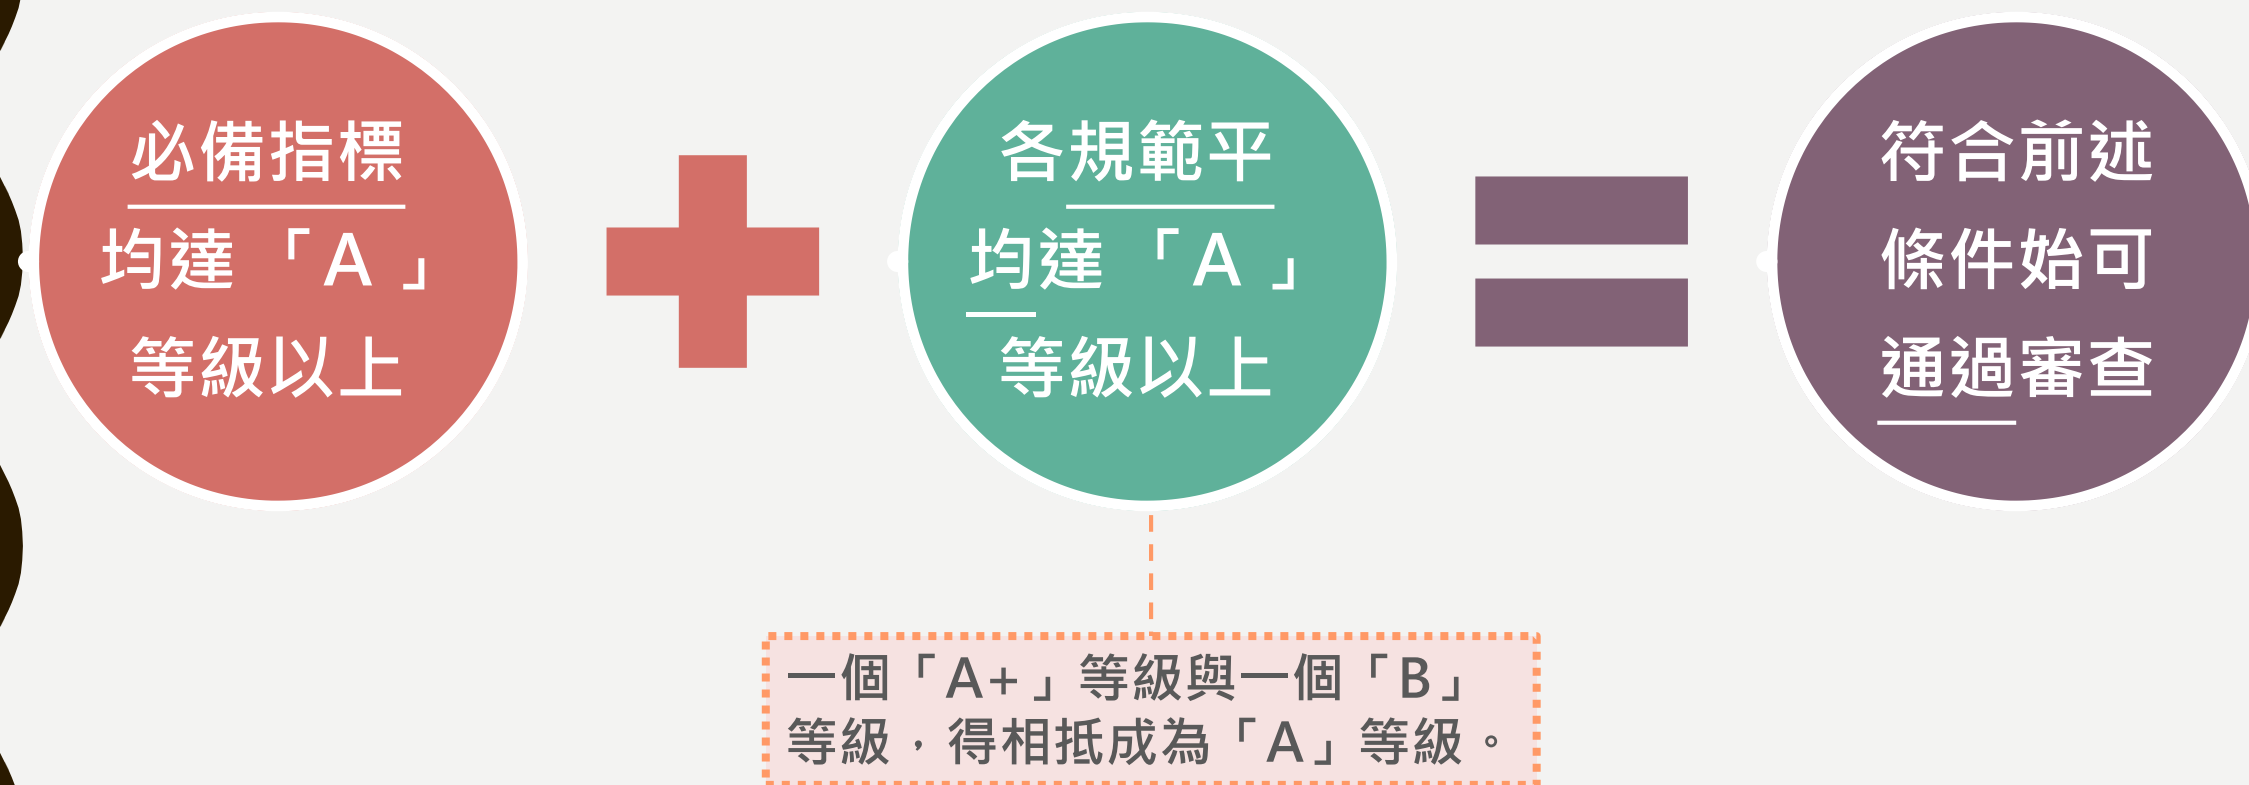 必備指標
均達「A」
等級以上
各規範平
均達「A」
等級以上
符合前述
條件始可
通過審查
一個「A+」等級與一個「B」
等級，得相抵成為「A」等級。